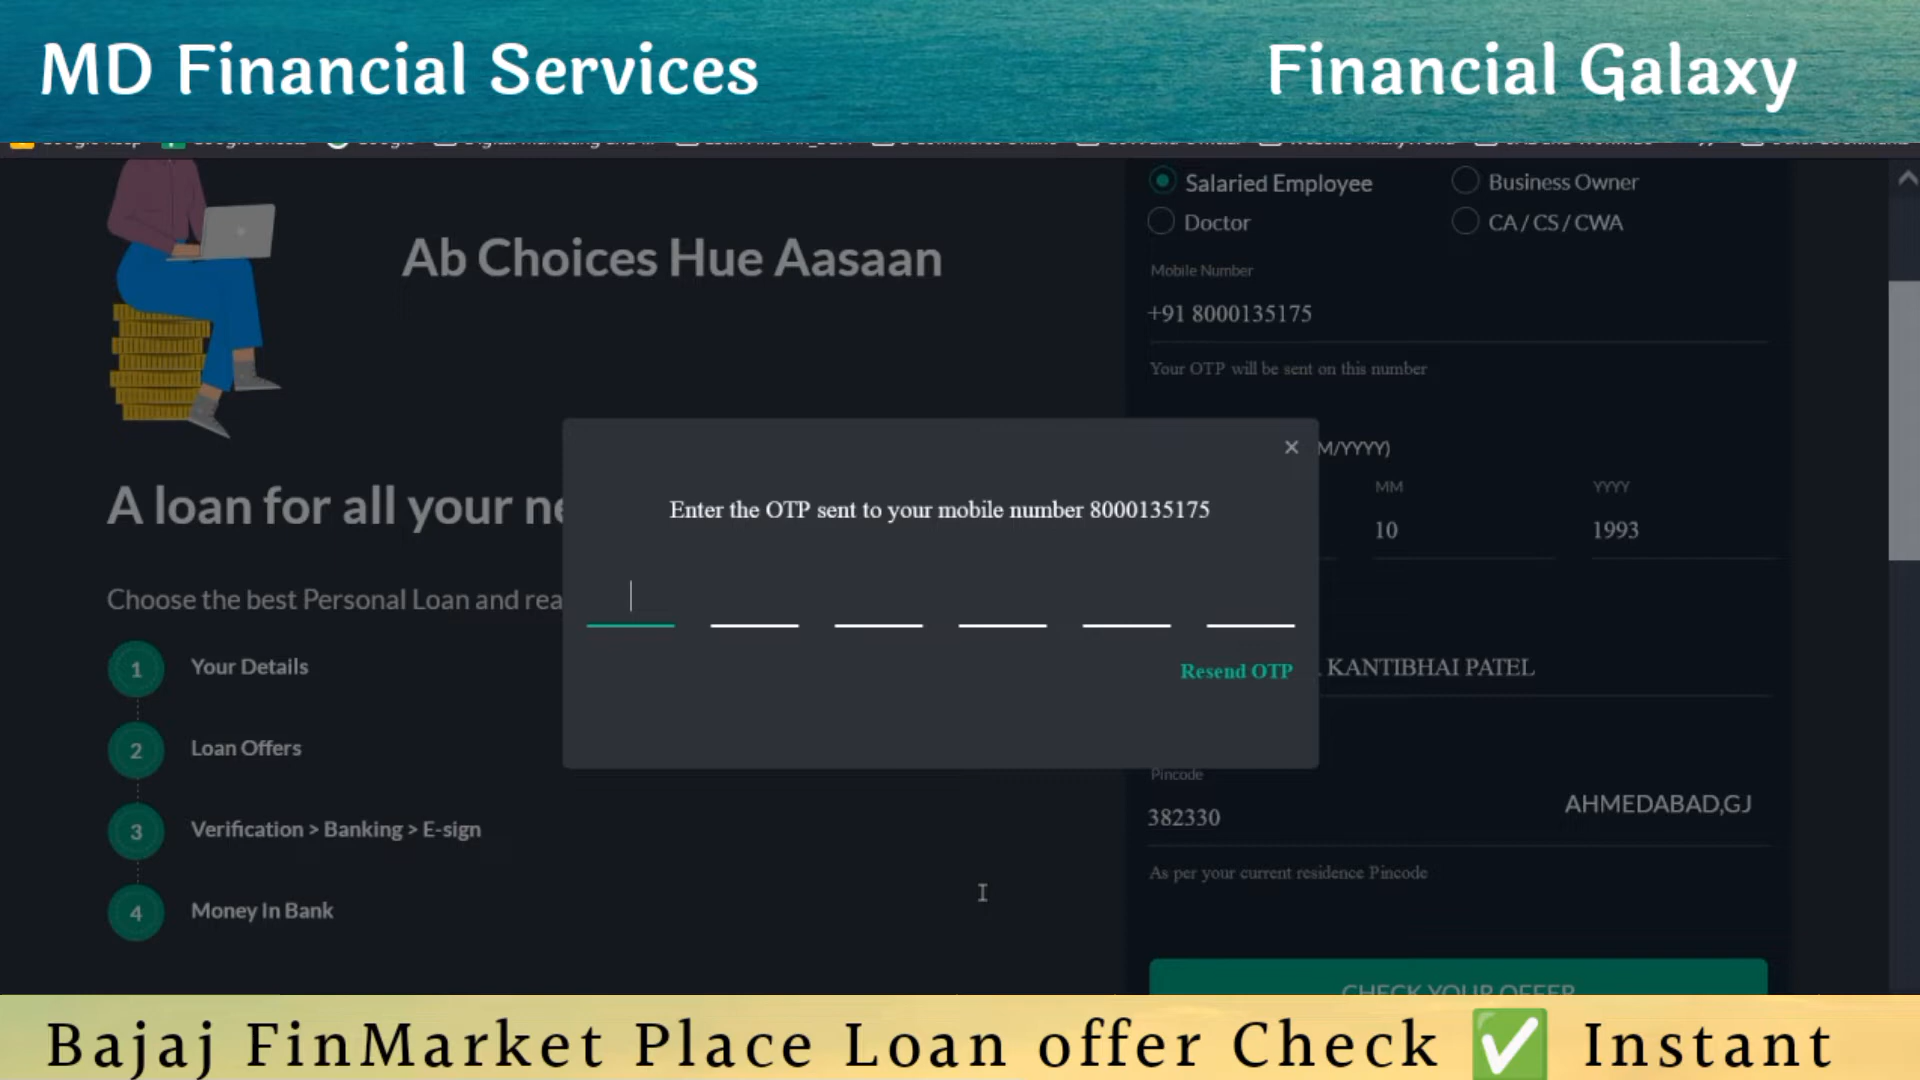 MD Financial Services
Financial Galaxy
Salaried Employee
Business Owner
Doctor
CA / CS / CWA
Ab Choices Hue Aasaan
Mobile Number
+91 8000135175
Your OTP will be sent on this number
M/YYYY)
MM
YYYY
10
1993
A loan for all your ne
Enter the OTP sent to your mobile number 8000135175
Choose the best Personal Loan and rea
Resend OTP
KANTIBHAI PATEL
1 Your Details
2 Loan Offers
3 Verification > Banking > E-sign
4 Money In Bank
Pincode
382330
AHMEDABAD,GJ
As per your current residence Pincode
CHECK YOUR OFFER
Bajaj FinMarket Place Loan offer Check ✅ Instant